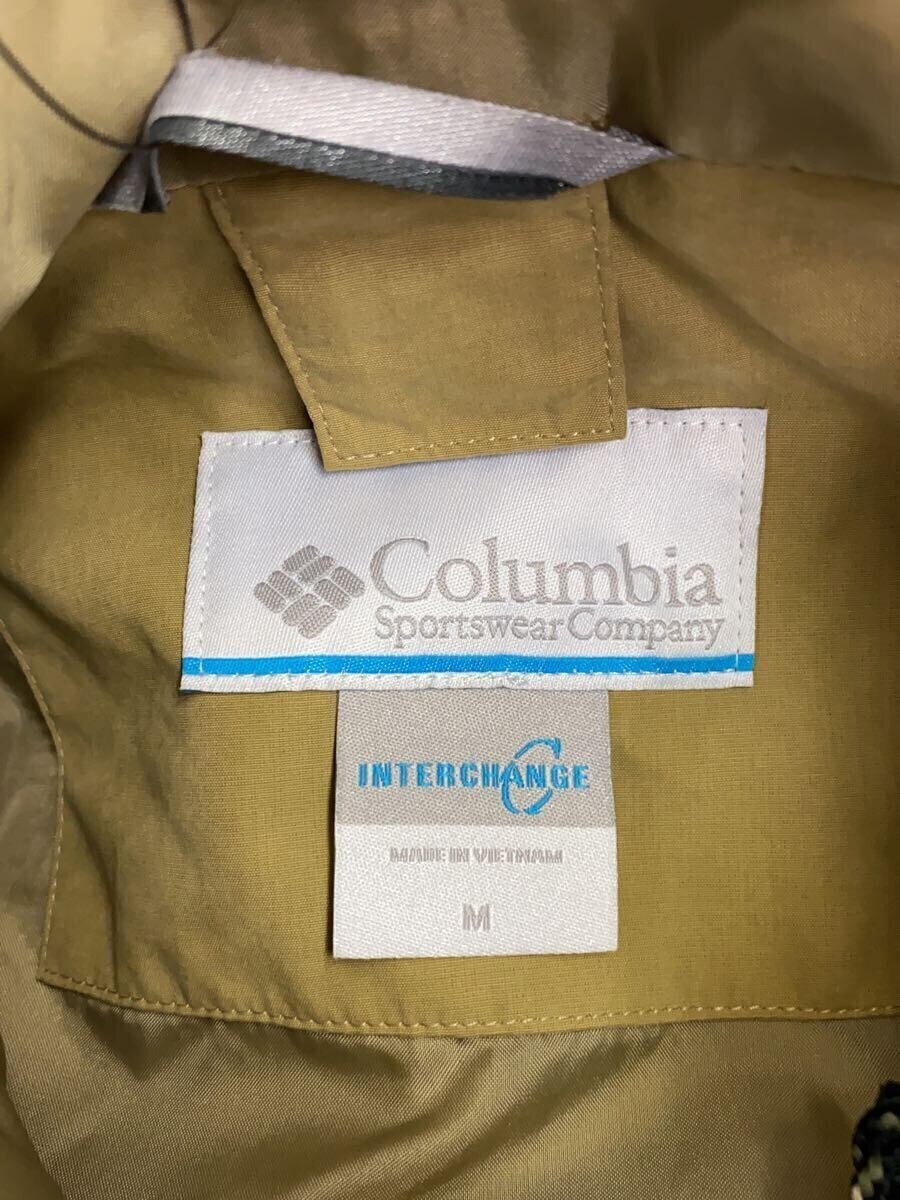 Columbia
Sportswear Company
INTERCHANGE
MADE IN VIETNAM
M